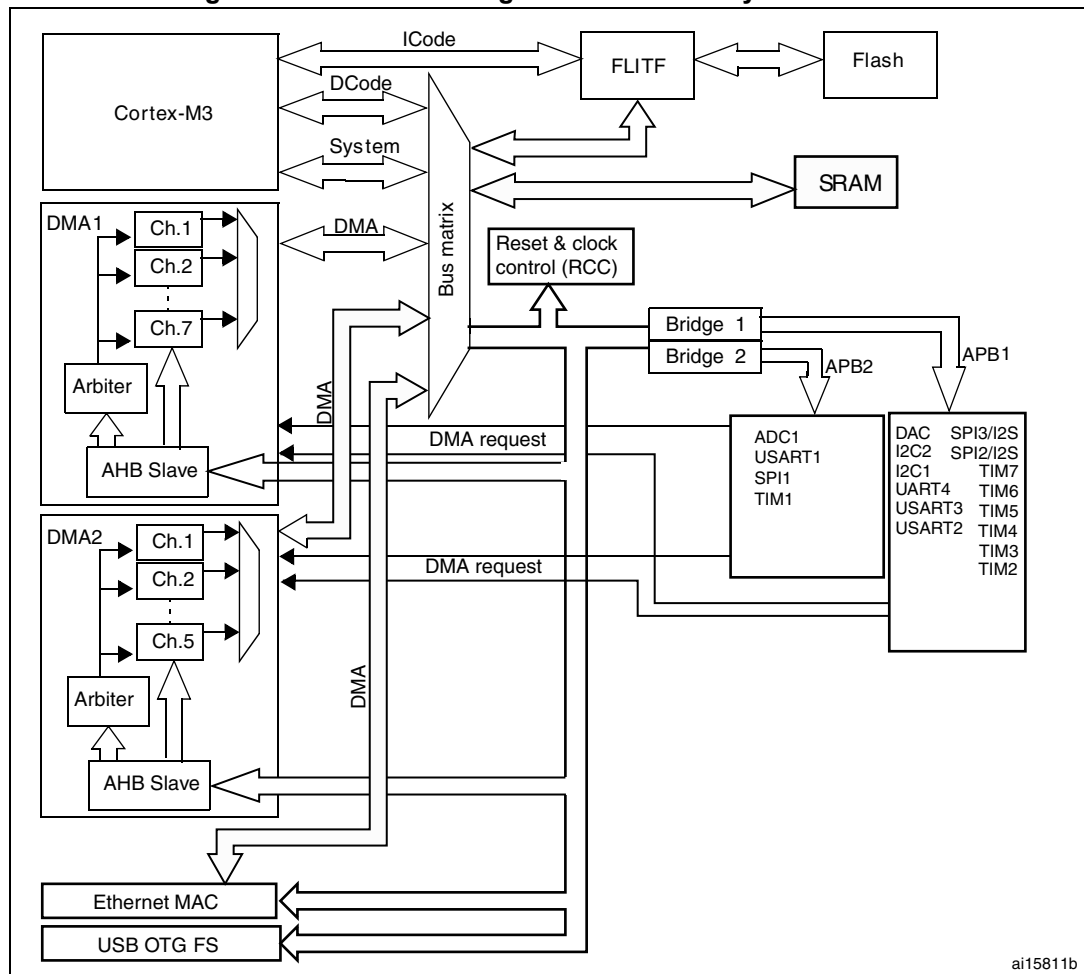 ICode
FLITF
Flash
DCode
Cortex-M3
System
SRAM
Bus matrix
DMA1
Ch.1
DMA
Ch.2
Reset & clock
control (RCC)
Ch.7
Bridge 1
Bridge 2
APB2
APB1
Arbiter
DMA
DMA request
AHB Slave
ADC1
USART1
SPI1
TIM1
DAC SPI3/I2S
I2C2 SPI2/I2S
I2C1 TIM7
UART4 TIM6
USART3 TIM5
USART2 TIM4
TIM3
TIM2
DMA2
Ch.1
DMA request
Ch.2
Ch.5
DMA
Arbiter
AHB Slave
Ethernet MAC
USB OTG FS
ai15811b